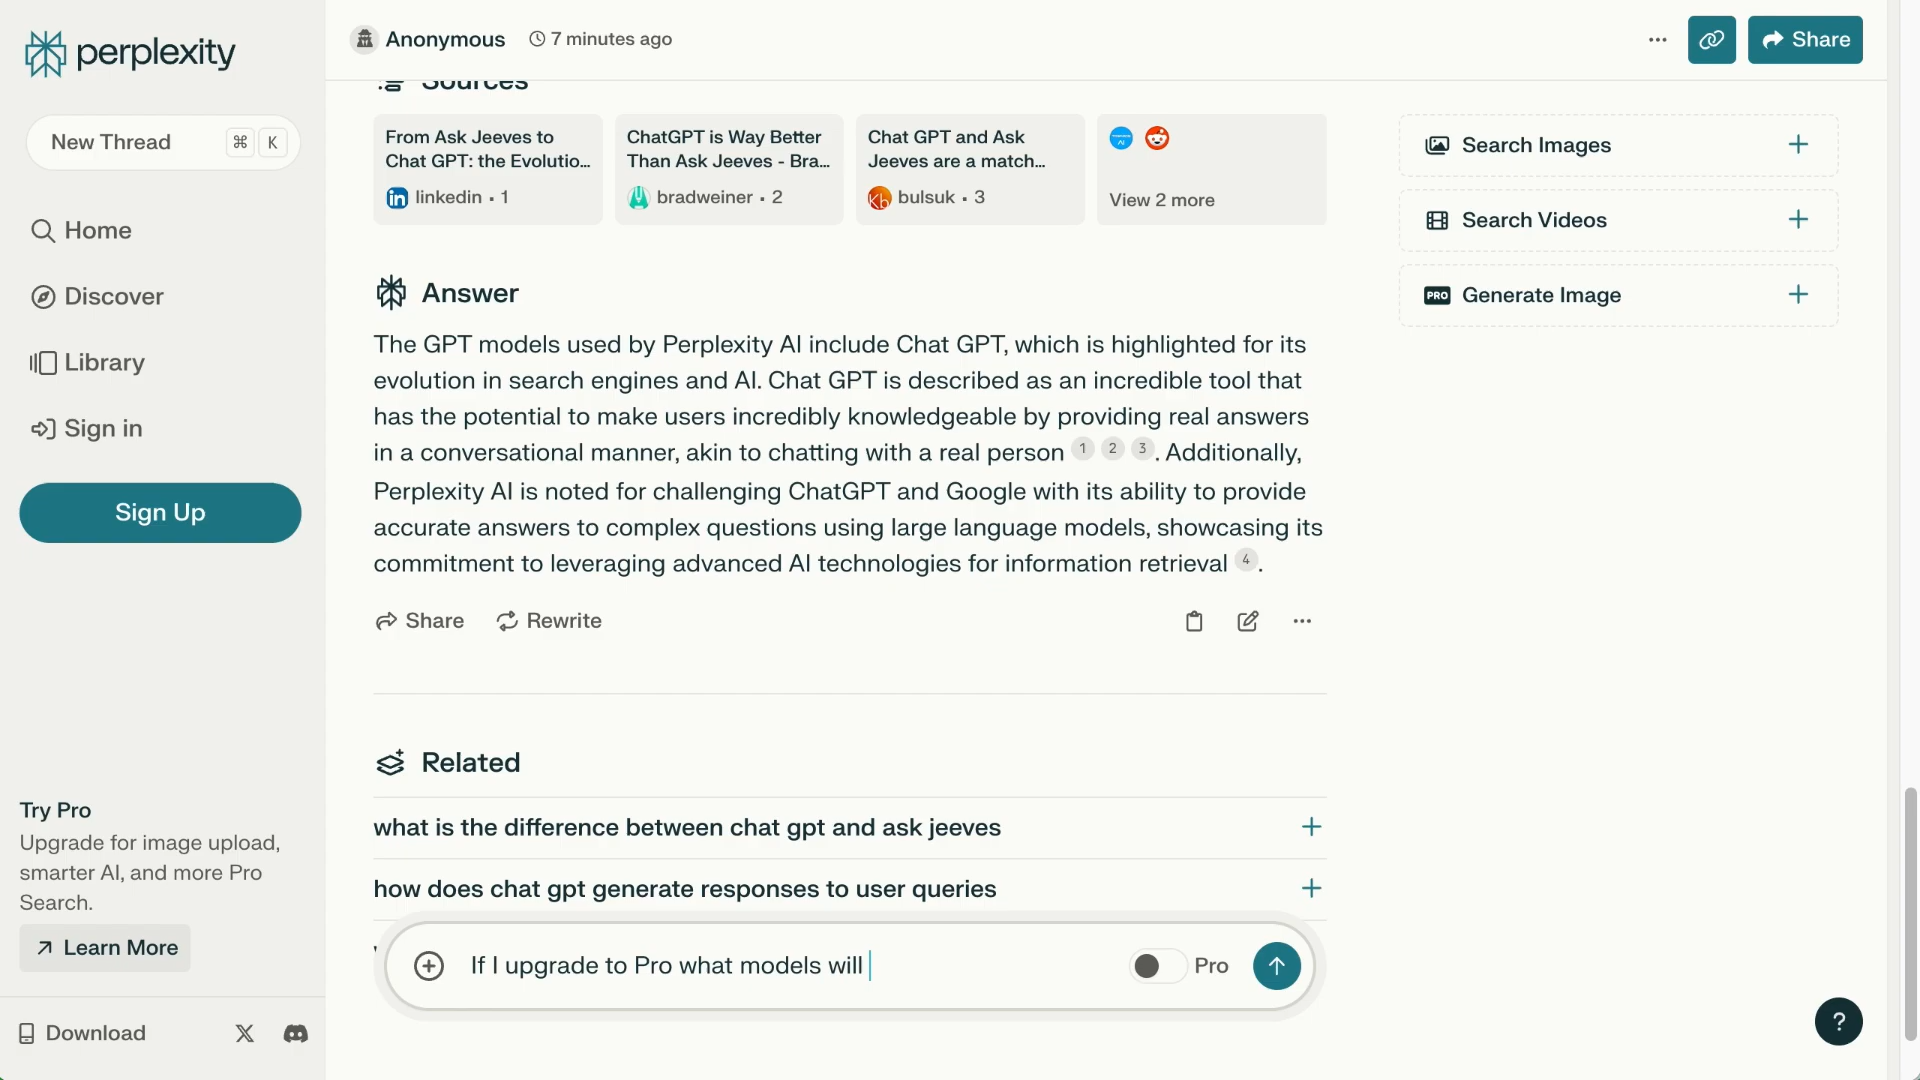 perplexity
New Thread
⌘ K
Home
Discover
Library
Sign in
Sign Up
Try Pro
Upgrade for image upload,
smarter AI, and more Pro
Search.
Learn More
Download
Anonymous
7 minutes ago
Share
Sources
From Ask Jeeves to
Chat GPT: the Evolutio...
linkedin · 1
ChatGPT is Way Better
Than Ask Jeeves - Bra...
bradweiner · 2
Chat GPT and Ask
Jeeves are a match...
bulsuk · 3
View 2 more
Search Images
Search Videos
PRO Generate Image
Answer
The GPT models used by Perplexity AI include Chat GPT, which is highlighted for its
evolution in search engines and AI. Chat GPT is described as an incredible tool that
has the potential to make users incredibly knowledgeable by providing real answers
in a conversational manner, akin to chatting with a real person 1 2 3 . Additionally,
Perplexity AI is noted for challenging ChatGPT and Google with its ability to provide
accurate answers to complex questions using large language models, showcasing its
commitment to leveraging advanced AI technologies for information retrieval 4 .
Share
Rewrite
Related
what is the difference between chat gpt and ask jeeves
how does chat gpt generate responses to user queries
If I upgrade to Pro what models will
Pro
?